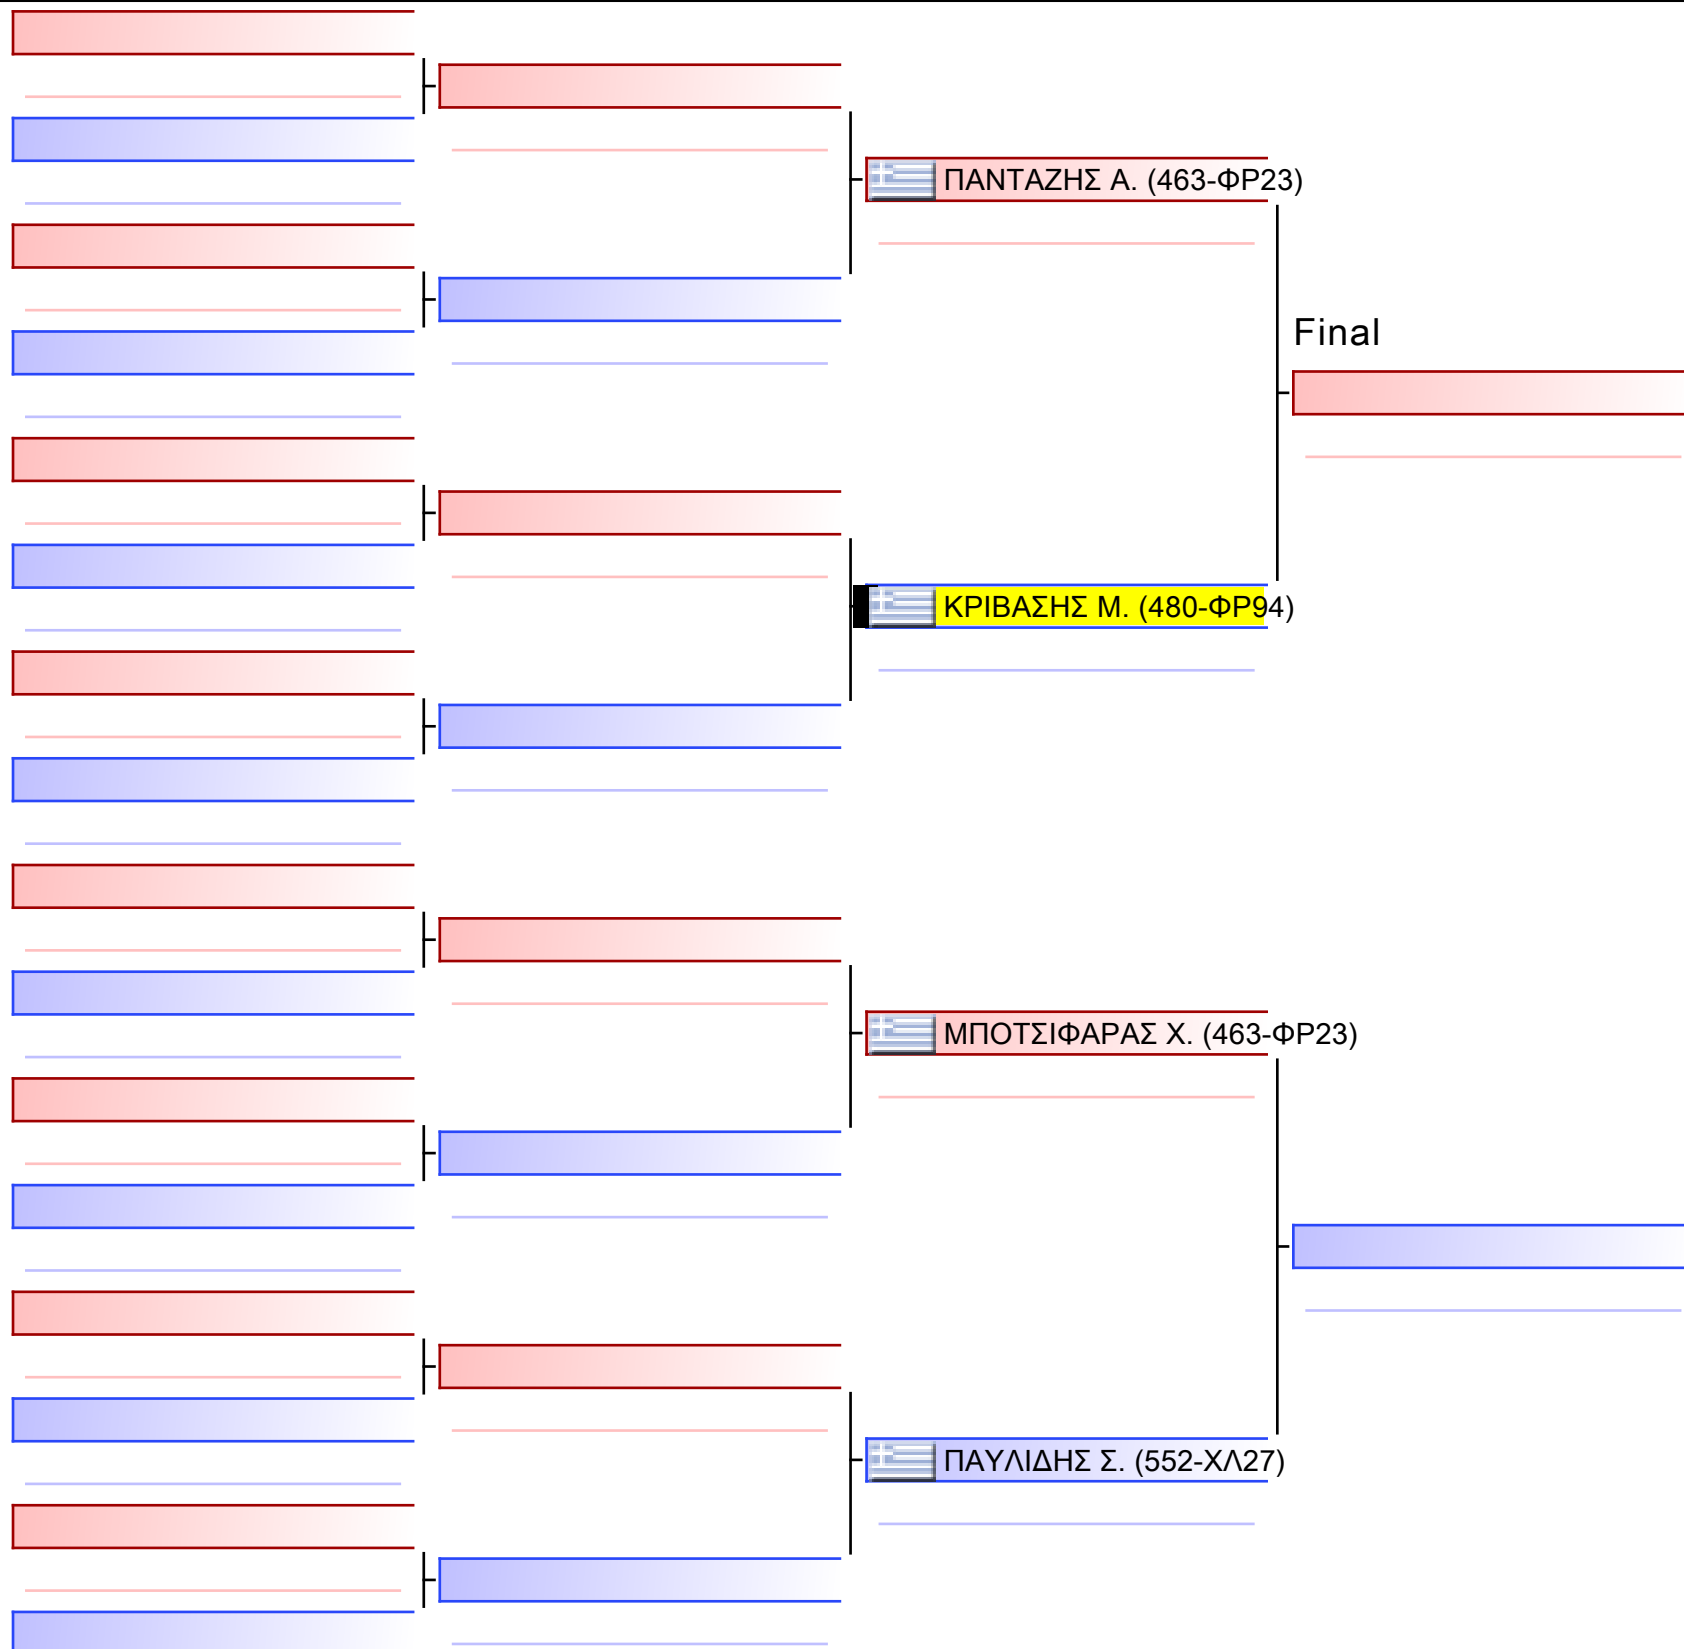 ΠΑΝΤΑΖΗΣ Α. (463-ΦΡ23)
Final
ΚΡΙΒΑΣΗΣ Μ. (480-ΦΡ94)
ΜΠΟΤΣΙΦΑΡΑΣ Χ. (463-ΦΡ23)
ΠΑΥΛΙΔΗΣ Σ. (552-ΧΛ27)